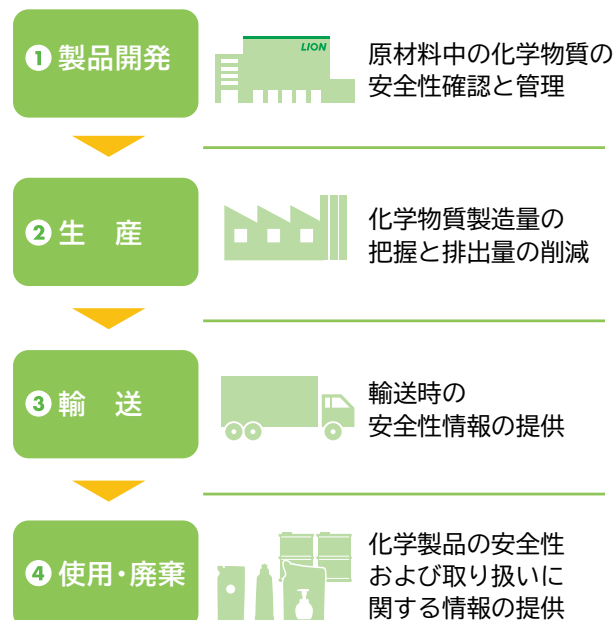 ❶ 製品開発
LION
原材料中の化学物質の
安全性確認と管理
❷ 生　産
化学物質製造量の
把握と排出量の削減
❸ 輸　送
輸送時の
安全性情報の提供
❹ 使用・廃棄
化学製品の安全性
および取り扱いに
関する情報の提供